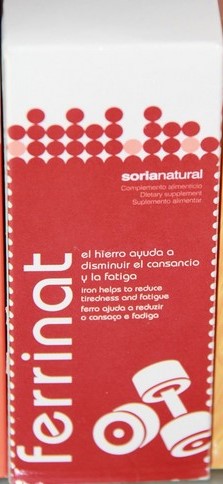 sorianatural
Complemento alimenticio
Dietary supplement
Suplemento alimentar
ferrinat
el hierro ayuda a
disminuir el cansancio
y la fatiga
iron helps to reduce
tiredness and fatigue
ferro ajuda a reduzir
o cansaço e fadiga